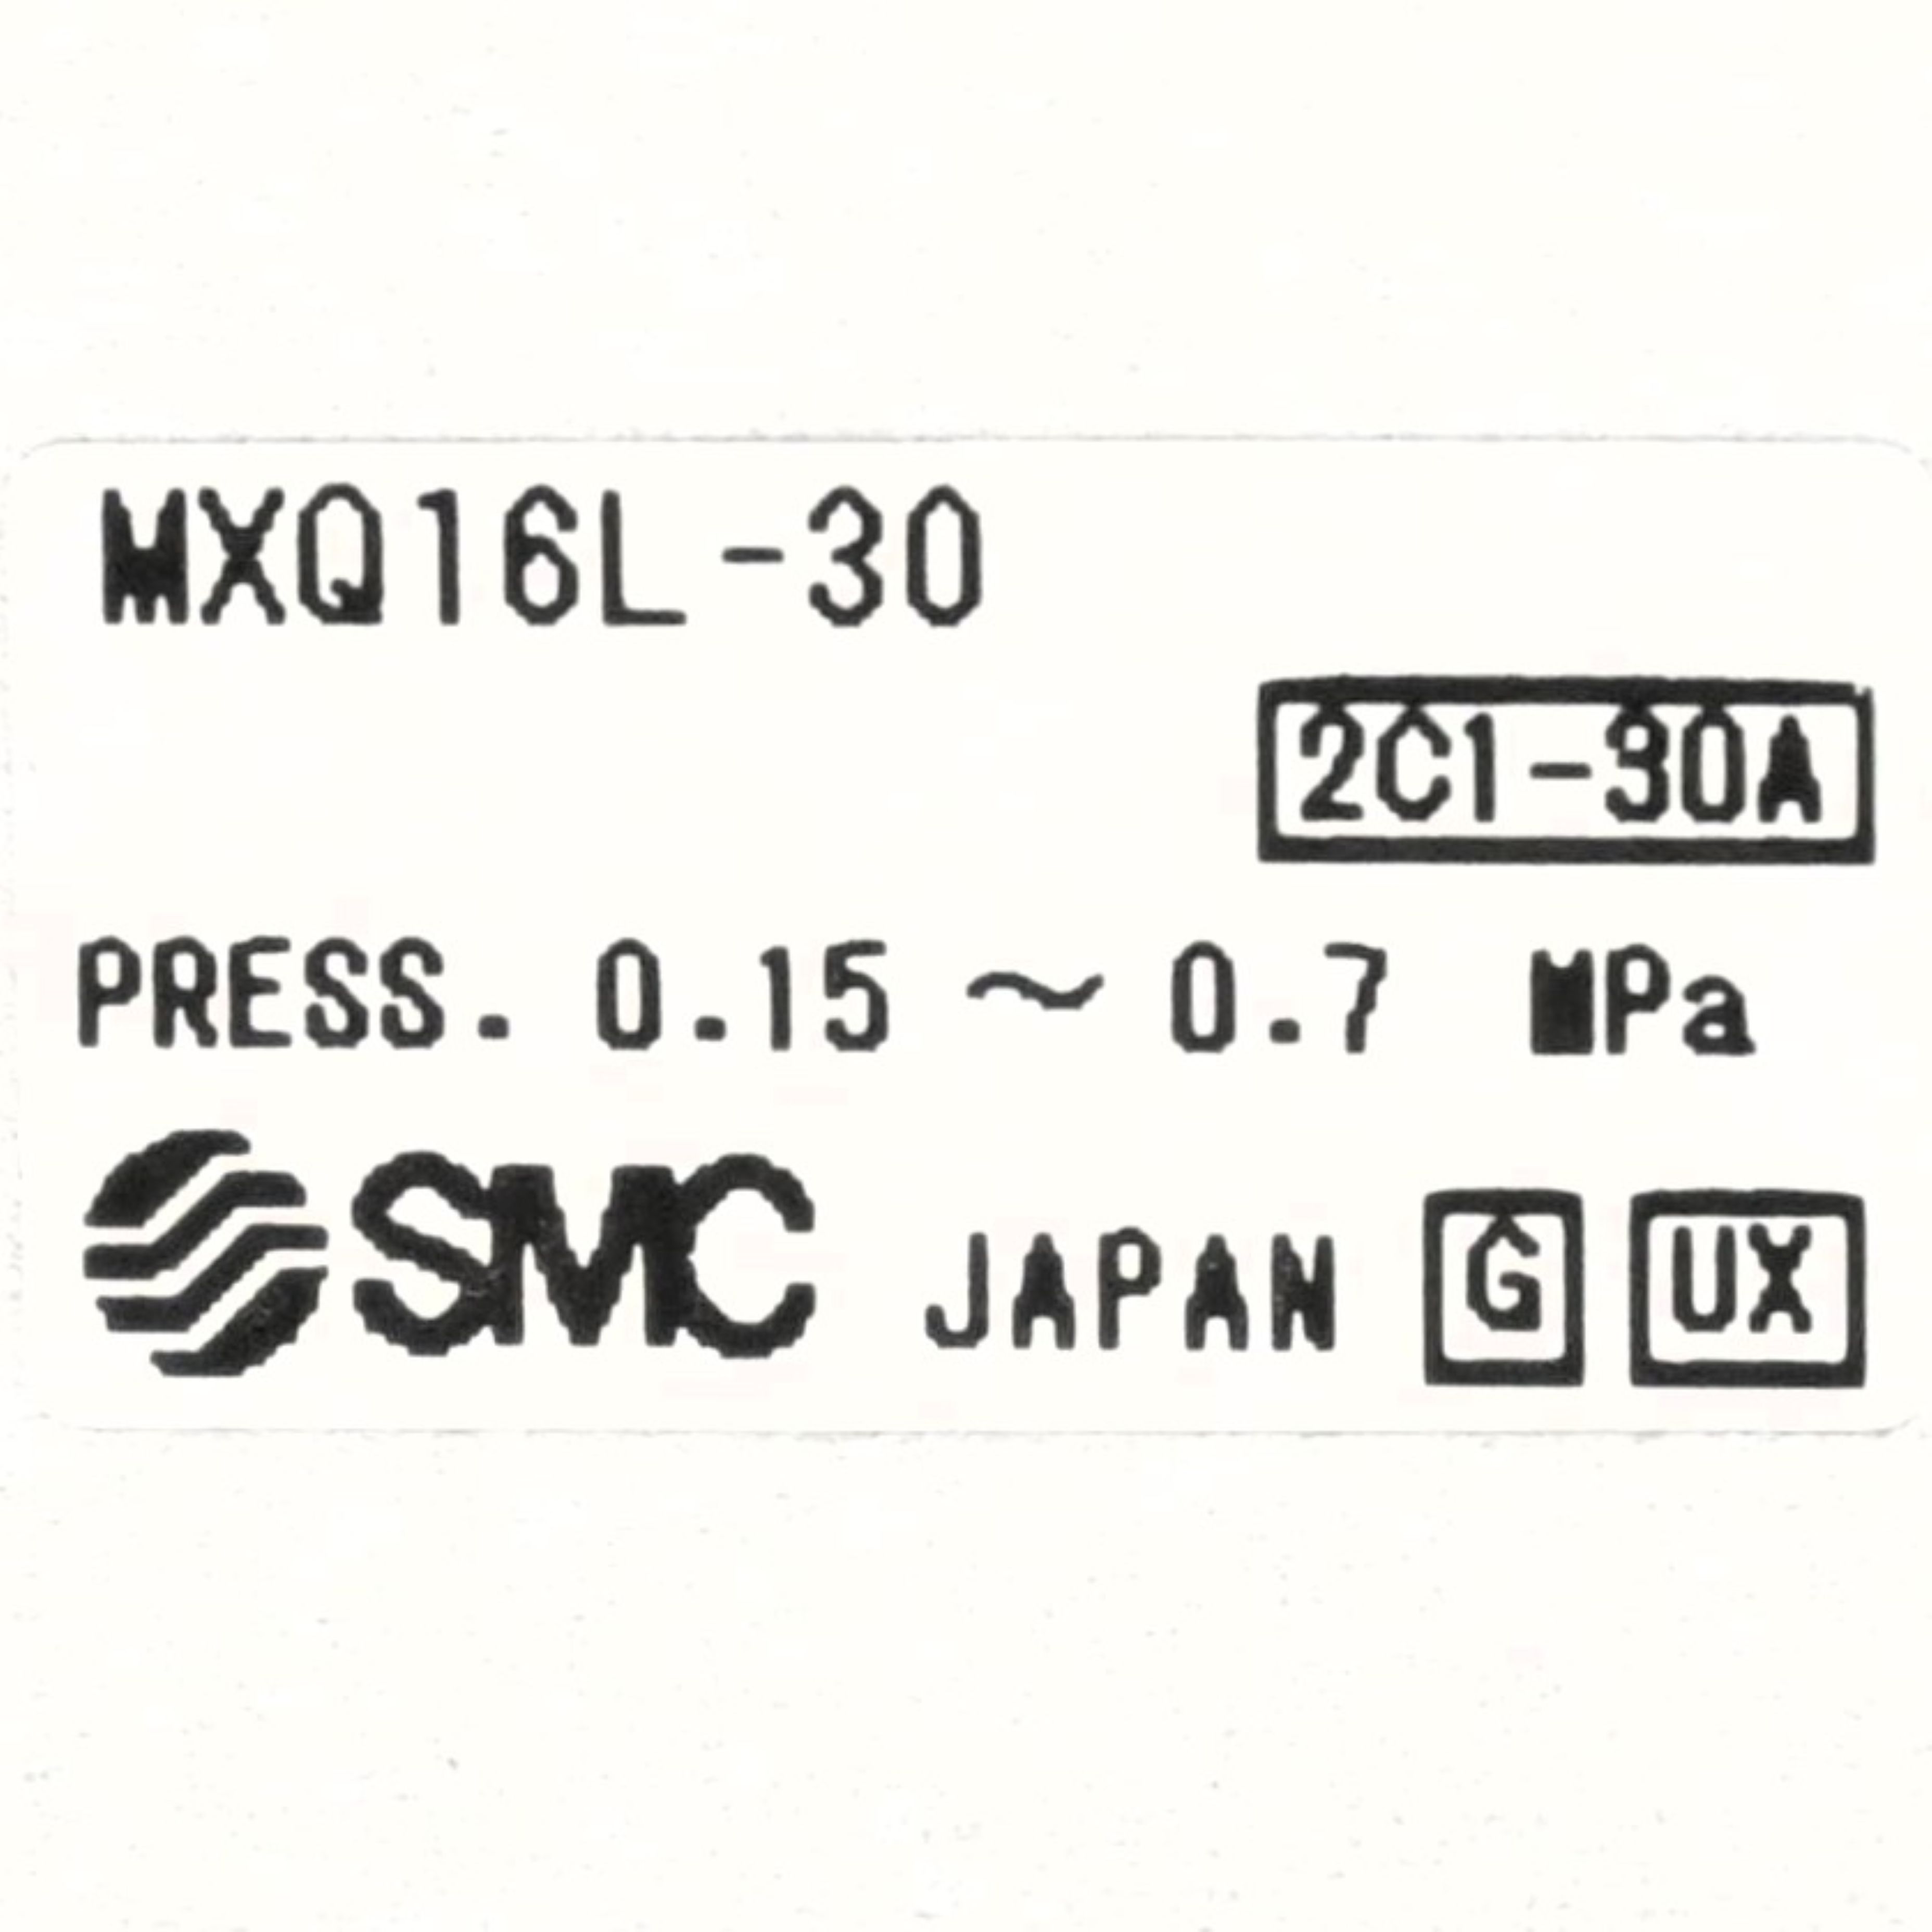 MXQ16L-30
2C1-30A
PRESS. 0.15 ~ 0.7 MPa
SMC JAPAN G UX